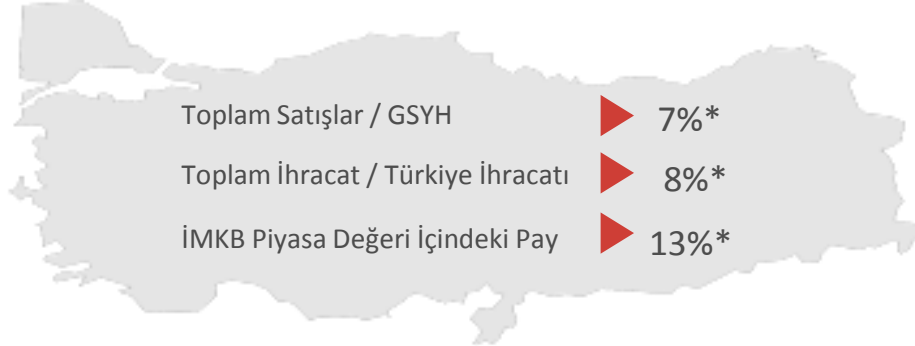 Toplam Satışlar / GSYH 7%*
Toplam İhracat / Türkiye İhracatı 8%*
İMKB Piyasa Değeri İçindeki Pay 13%*